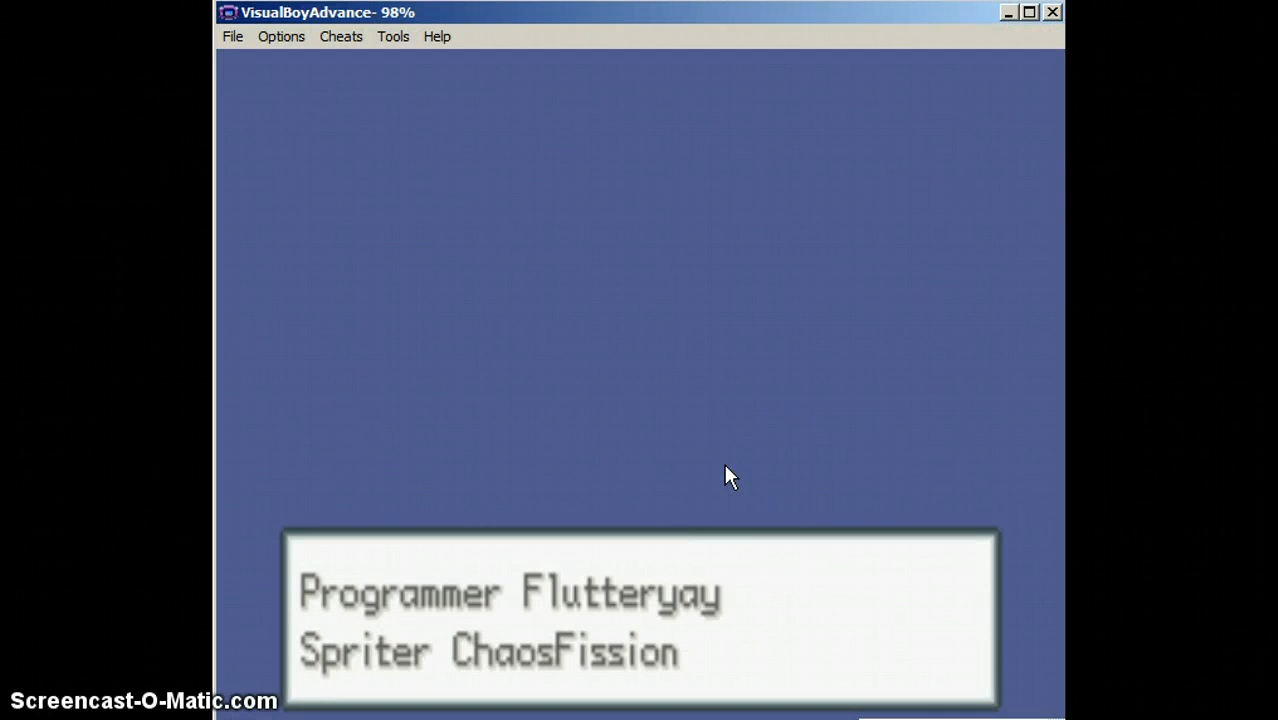 VisualBoyAdvance- 98%
File Options Cheats Tools Help
Programmer Flutteryay
Spriter ChaosFission
Screencast-O-Matic.com